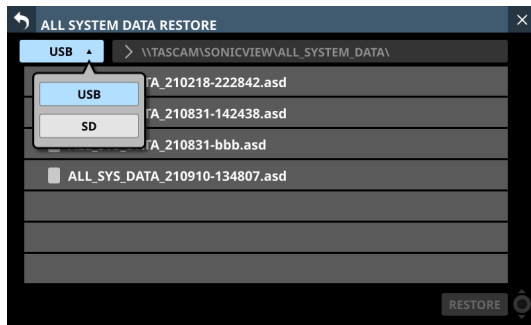 ALL SYSTEM DATA RESTORE
USB
\\TASCAM\SONICVIEW\ALL_SYSTEM_DATA\
USB
SD
TA_210218-222842.asd
TA_210831-142438.asd
TA_210831-bbb.asd
ALL_SYS_DATA_210910-134807.asd
RESTORE